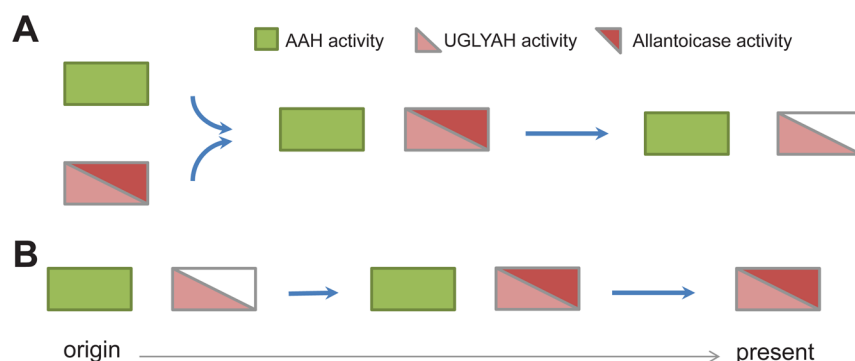 A
AAH activity
UGLYAH activity
Allantoicase activity
B
origin
present